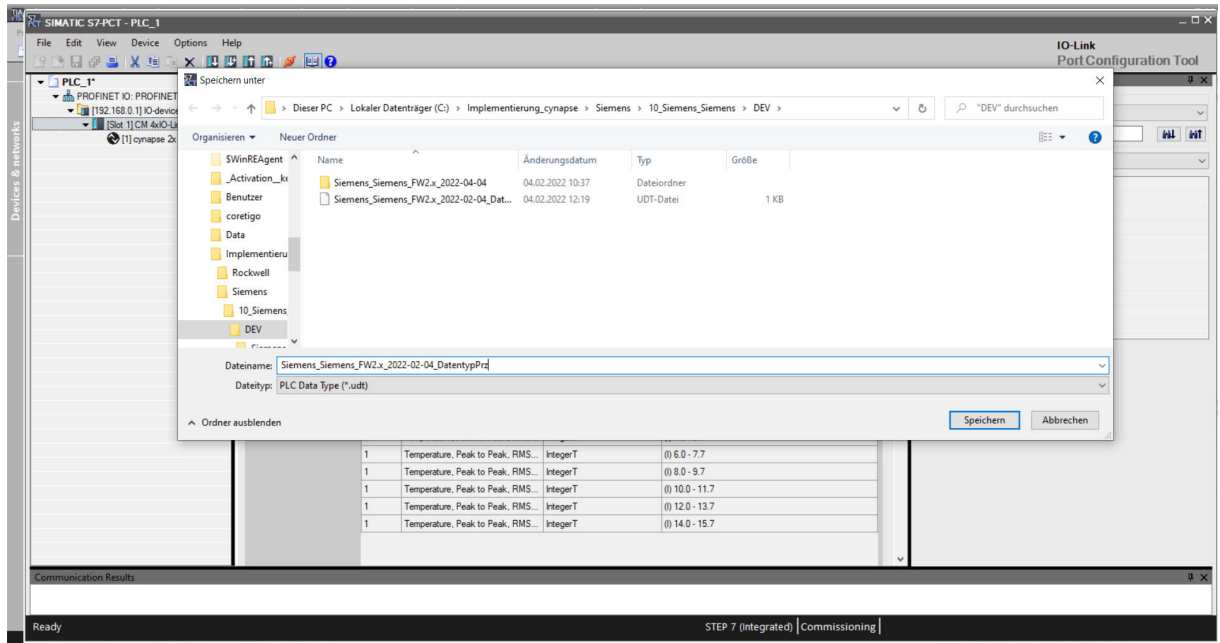 SIMATIC S7-PCT - PLC_1
File Edit View Device Options Help
IO-Link
Port Configuration Tool
PLC_1*
PROFINET IO: PROFINET
[192.168.0.1] IO-device
[Slot 1] CM 4xIO-Li
[1] cynapse 2x
Devices & networks
Speichern unter
Dieser PC > Lokaler Datenträger (C:) > Implementierung_cynapse > Siemens > 10_Siemens_Siemens > DEV >
"DEV" durchsuchen
Organisieren Neuer Ordner
$WinREAgent
_Activation_ke
Benutzer
coretigo
Data
Implementieru
Rockwell
Siemens
10_Siemens_
DEV
Name Änderungsdatum Typ Größe
Siemens_Siemens_FW2.x_2022-04-04 04.02.2022 10:37 Dateiordner
Siemens_Siemens_FW2.x_2022-02-04_Dat... 04.02.2022 12:19 UDT-Datei 1 KB
Dateiname: Siemens_Siemens_FW2.x_2022-02-04_DatentypPrz
Dateityp: PLC Data Type (*.udt)
Ordner ausblenden
Speichern Abbrechen
1 Temperature, Peak to Peak, RMS... IntegerT (I) 6.0 - 7.7
1 Temperature, Peak to Peak, RMS... IntegerT (I) 8.0 - 9.7
1 Temperature, Peak to Peak, RMS... IntegerT (I) 10.0 - 11.7
1 Temperature, Peak to Peak, RMS... IntegerT (I) 12.0 - 13.7
1 Temperature, Peak to Peak, RMS... IntegerT (I) 14.0 - 15.7
Communication Results
Ready
STEP 7 (Integrated) Commissioning